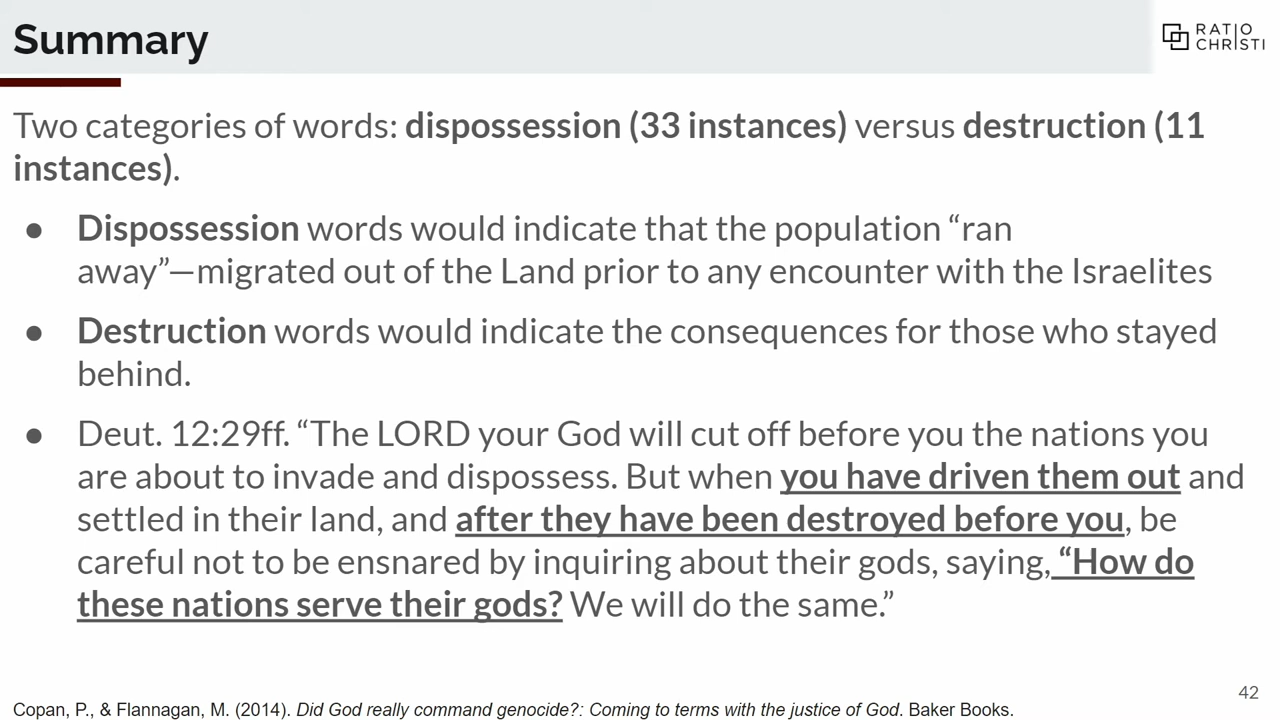 Summary
RATIO
CHRISTI
Two categories of words: dispossession (33 instances) versus destruction (11
instances).
● Dispossession words would indicate that the population “ran
away”—migrated out of the Land prior to any encounter with the Israelites
● Destruction words would indicate the consequences for those who stayed
behind.
● Deut. 12:29ff. “The LORD your God will cut off before you the nations you
are about to invade and dispossess. But when you have driven them out and
settled in their land, and after they have been destroyed before you, be
careful not to be ensnared by inquiring about their gods, saying, “How do
these nations serve their gods? We will do the same.”
42
Copan, P., & Flannagan, M. (2014). Did God really command genocide?: Coming to terms with the justice of God. Baker Books.